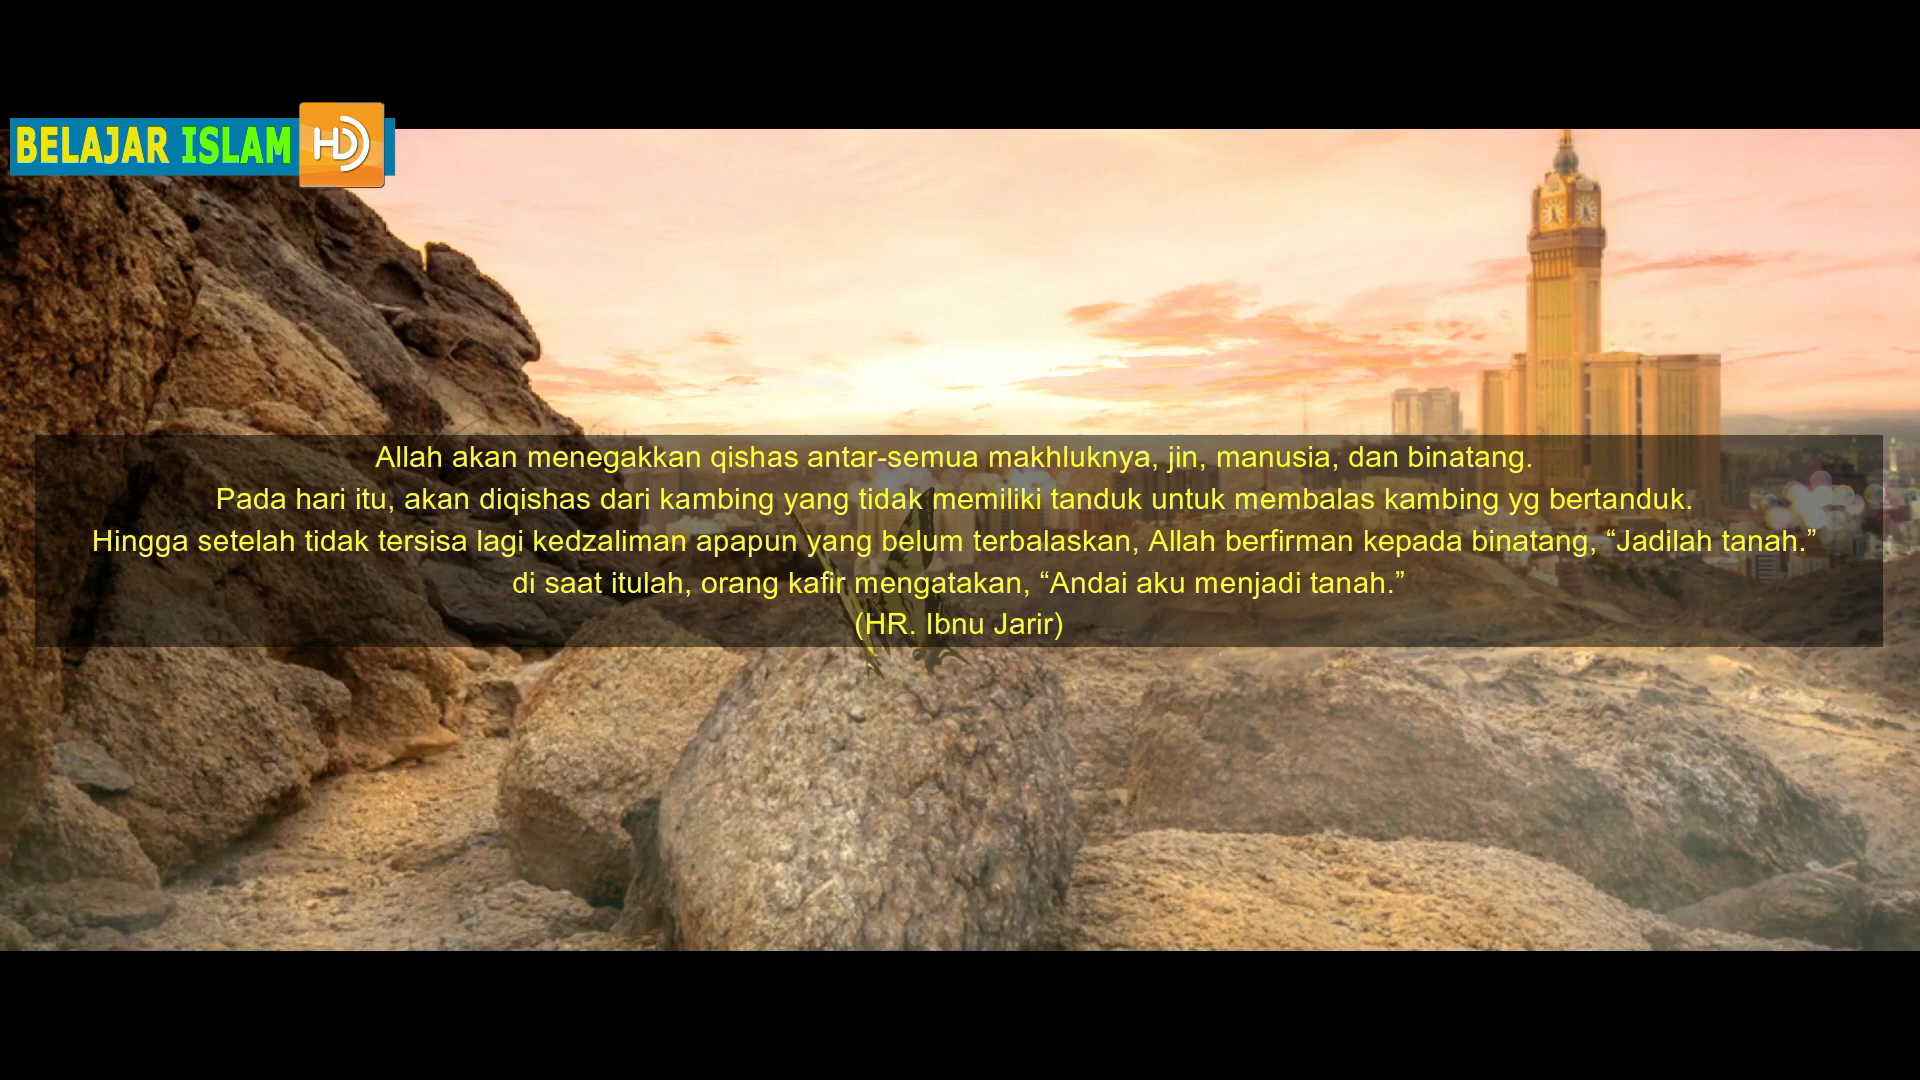 BELAJAR ISLAM HD
Allah akan menegakkan qishas antar-semua makhluknya, jin, manusia, dan binatang.
Pada hari itu, akan diqishas dari kambing yang tidak memiliki tanduk untuk membalas kambing yg bertanduk.
Hingga setelah tidak tersisa lagi kedzaliman apapun yang belum terbalaskan, Allah berfirman kepada binatang, “Jadilah tanah.”
di saat itulah, orang kafir mengatakan, “Andai aku menjadi tanah.”
(HR. Ibnu Jarir)